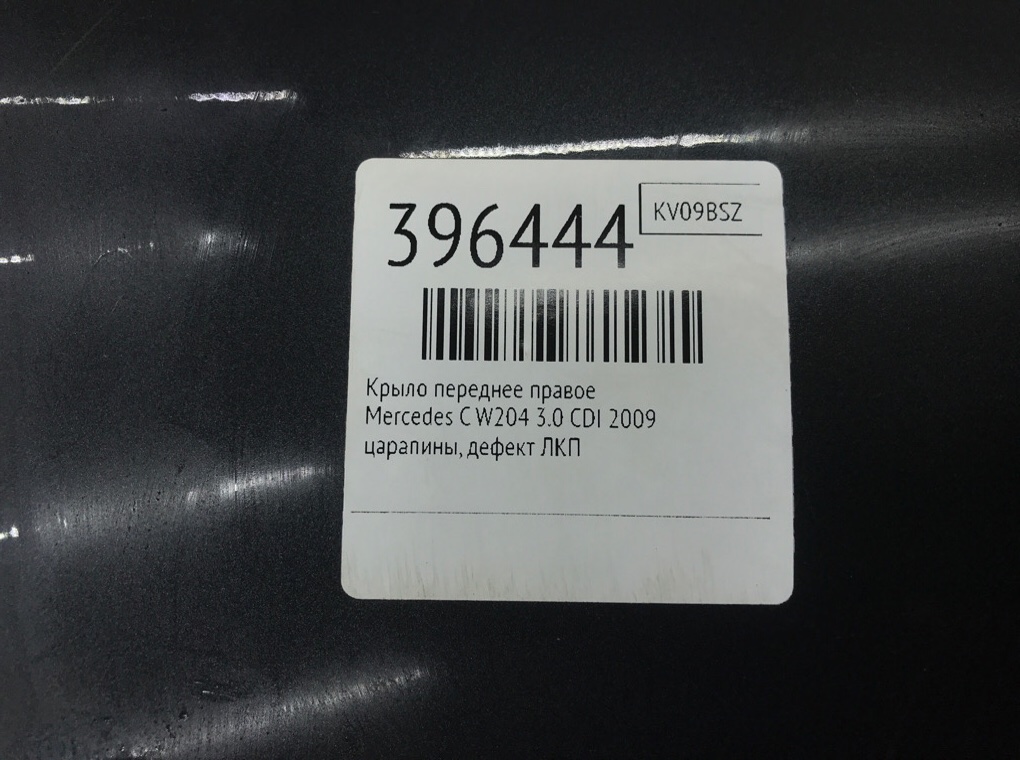 396444
KV09BSZ
Крыло переднее правое
Mercedes C W204 3.0 CDI 2009
царапины, дефект ЛКП